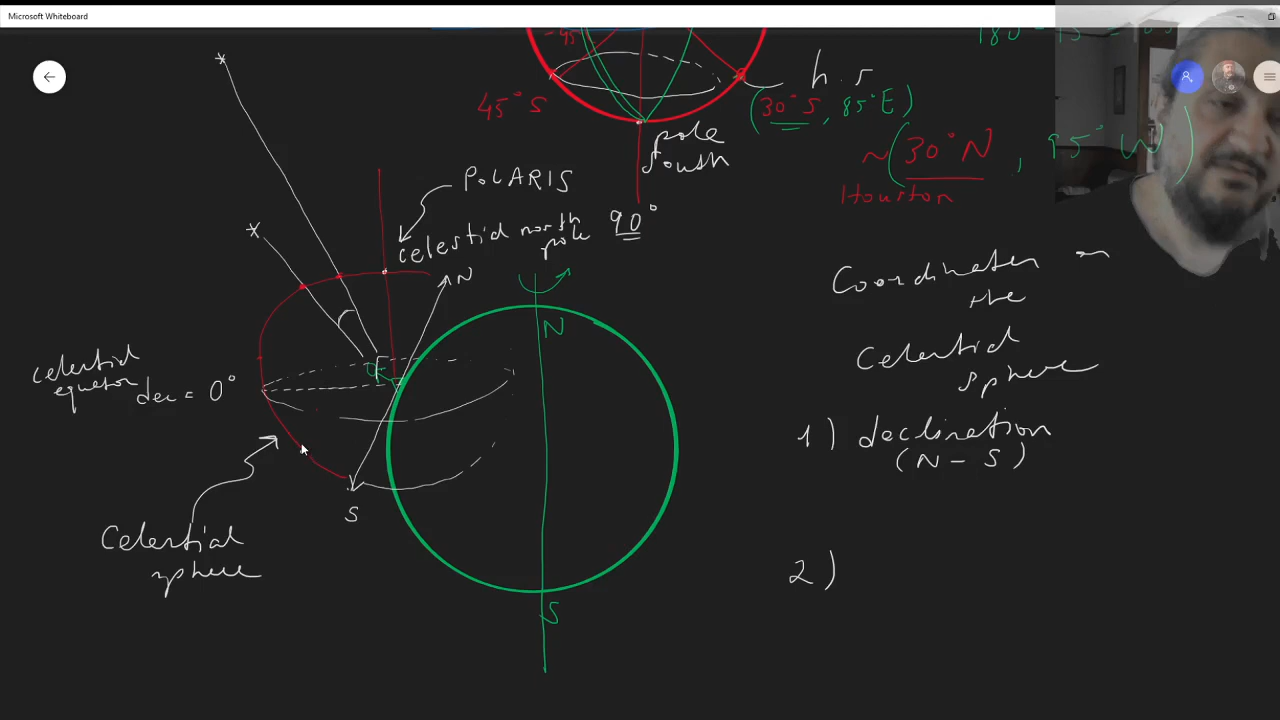 Microsoft Whiteboard
-45°
45° S
h. s
(30° S, 85° E)
pole
south
~(30° N, 95° W)
Houston
POLARIS
celestial north
pole 90°
N
N
celestial
equator dec = 0°
S
S
Celestial
sphere
Coordinates on
the
Celestial
Sphere
1) declination
(N - S)
2)